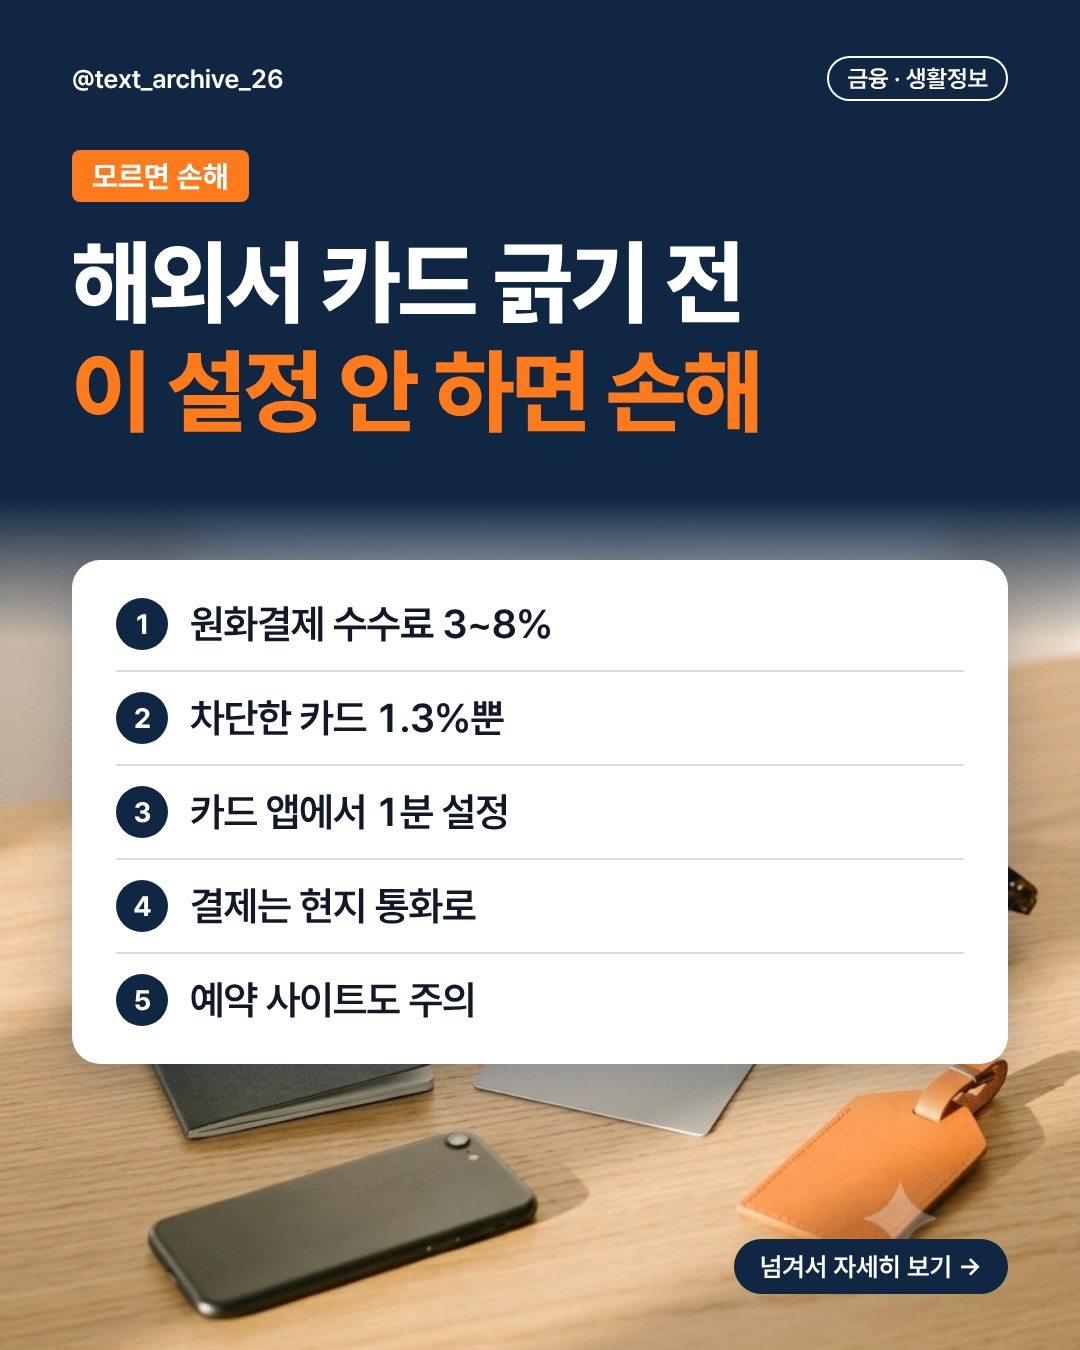 @text_archive_26
금융 · 생활정보
모르면 손해
해외서 카드 긁기 전
이 설정 안 하면 손해
1 원화결제 수수료 3~8%
2 차단한 카드 1.3%뿐
3 카드 앱에서 1분 설정
4 결제는 현지 통화로
5 예약 사이트도 주의
넘겨서 자세히 보기 →